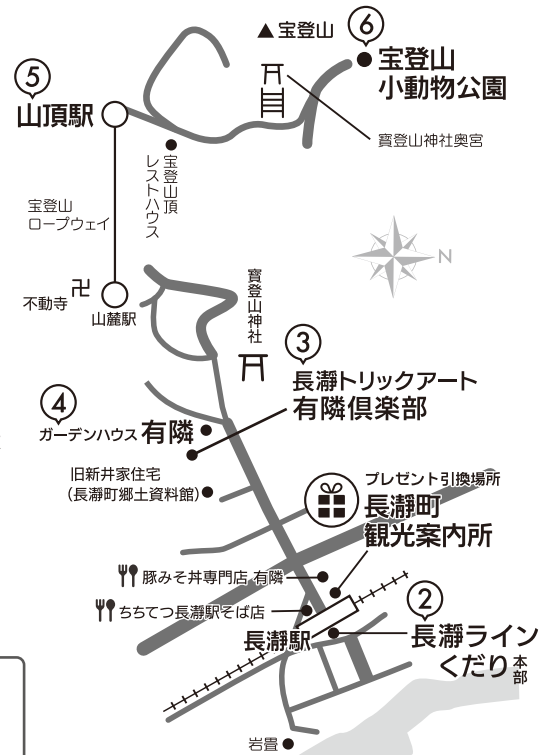 ▲宝登山
⑥
宝登山
小動物公園
⑤
山頂駅
寳登山神社奥宮
宝登山頂
レストハウス
宝登山
ロープウェイ
N
不動寺
卍
山麓駅
寳登山神社
③
長瀞トリックアート
有隣倶楽部
④
ガーデンハウス 有隣
旧新井家住宅
(長瀞町郷土資料館)
プレゼント引換場所
長瀞町
観光案内所
豚みそ丼専門店 有隣
ちちてつ長瀞駅そば店
②
長瀞駅
長瀞ライン
くだり本部
岩畳